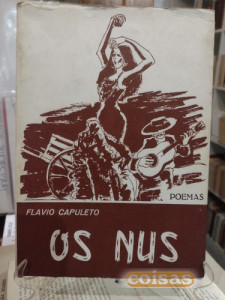 POEMAS
FLAVIO CAPULETO
OS NUS
coisas